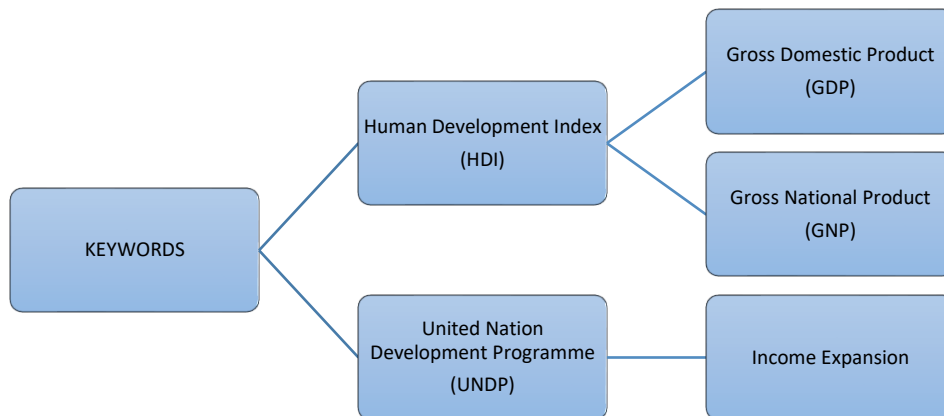 KEYWORDS
Human Development Index
(HDI)
Gross Domestic Product
(GDP)
Gross National Product
(GNP)
United Nation
Development Programme
(UNDP)
Income Expansion